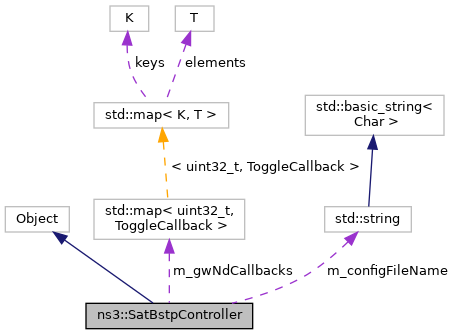 K
T
keys
elements
std::map< K, T >
std::basic_string<
Char >
< uint32_t, ToggleCallback >
Object
std::map< uint32_t,
ToggleCallback >
std::string
m_gwNdCallbacks
m_configFileName
ns3::SatBstpController